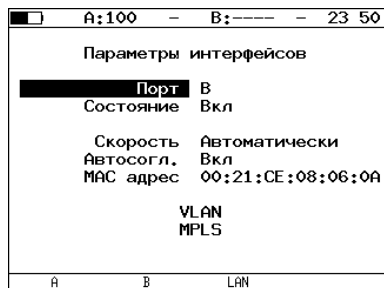 A:100 – B:---- – 23 50
Параметры интерфейсов
Порт B
Состояние Вкл
Скорость Автоматически
Автосогл. Вкл
MAC адрес 00:21:CE:08:06:0A
VLAN
MPLS
A B LAN